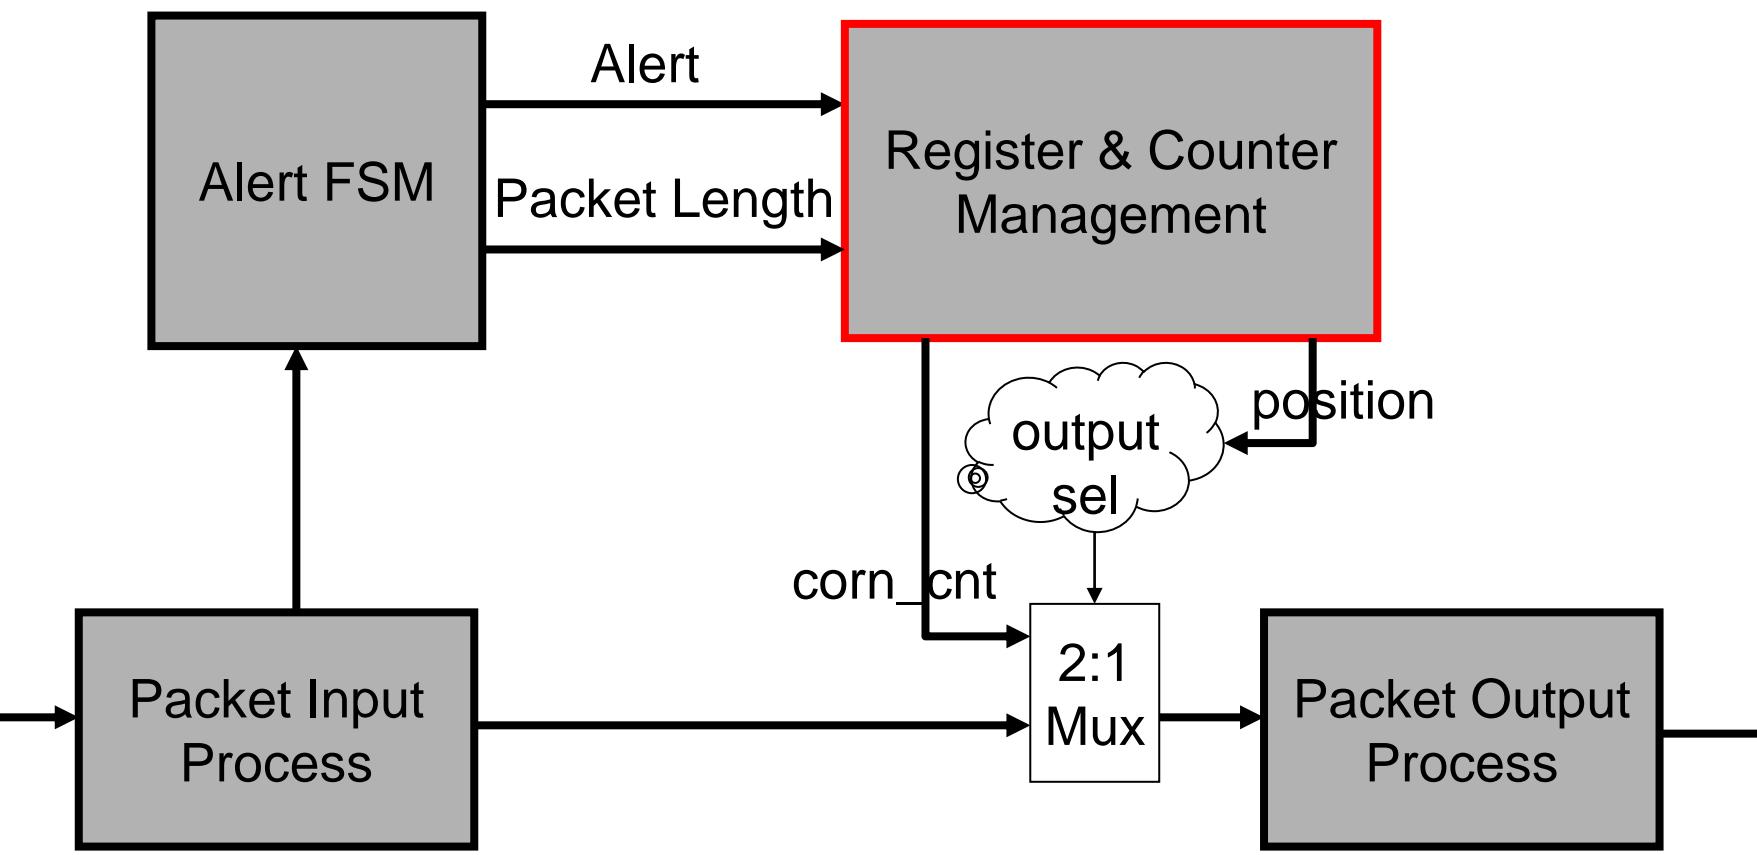 Alert
Alert FSM
Packet Length
Register & Counter
Management
position
output
sel
corn_cnt
2:1
Mux
Packet Input
Process
Packet Output
Process